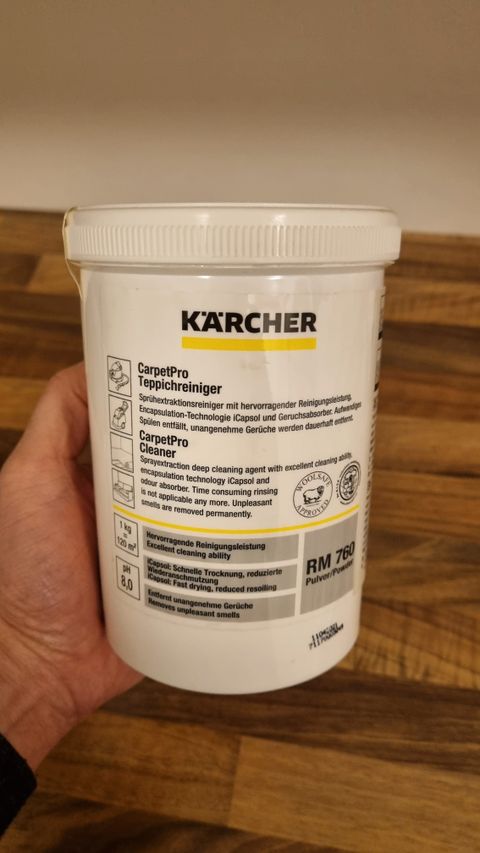 KÄRCHER
CarpetPro
Teppichreiniger
Sprühextraktionsreiniger mit hervorragender Reinigungsleistung,
Encapsulation-Technologie iCapsol und Geruchsabsorber. Aufwendiges
Spülen entfällt, unangenehme Gerüche werden dauerhaft entfernt.
CarpetPro
Cleaner
Sprayextraction deep cleaning agent with excellent cleaning ability,
encapsulation technology iCapsol and
odour absorber. Time consuming rinsing
is not applicable any more. Unpleasant
smells are removed permanently.
WOOLSAFE
APPROVED
1 kg
=
120 m²
pH
8,0
Hervorragende Reinigungsleistung
Excellent cleaning ability
iCapsol: Schnelle Trocknung, reduzierte
Wiederanschmutzung
iCapsol: Fast drying, reduced resoiling
Entfernt unangenehme Gerüche
Removes unpleasant smells
RM 760
Pulver/Powder